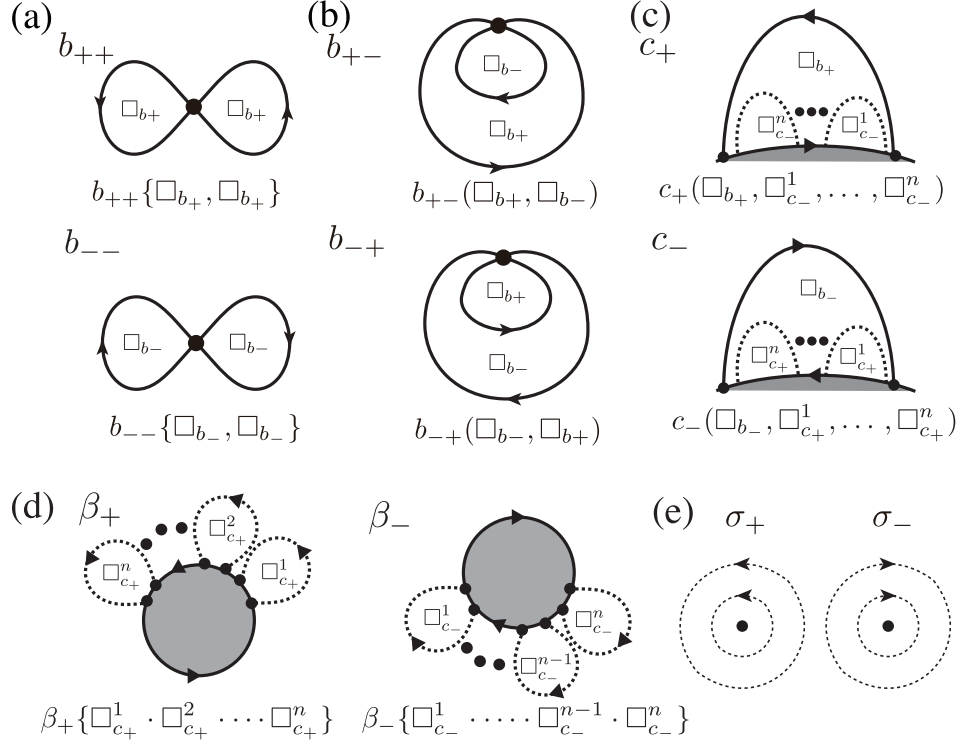 (a)
b₊₊
□b₊ □b₊
b₊₊{□b₊, □b₊}
b₋₋
□b₋ □b₋
b₋₋{□b₋, □b₋}
(b)
b₊₋
□b₋
□b₊
b₊₋(□b₊, □b₋)
b₋₊
□b₊
□b₋
b₋₊(□b₋, □b₊)
(c)
c₊
□b₊
□ⁿc₋ □¹c₋
c₊(□b₊, □¹c₋, ..., □ⁿc₋)
c₋
□b₋
□ⁿc₊ □¹c₊
c₋(□b₋, □¹c₊, ..., □ⁿc₊)
(d)
β₊
□²c₊
□ⁿc₊ □¹c₊
β₊{□¹c₊ · □²c₊ ····· □ⁿc₊}
β₋
□¹c₋ □ⁿc₋
□ⁿ⁻¹c₋
β₋{□¹c₋ ····· □ⁿ⁻¹c₋ · □ⁿc₋}
(e)
σ₊ σ₋